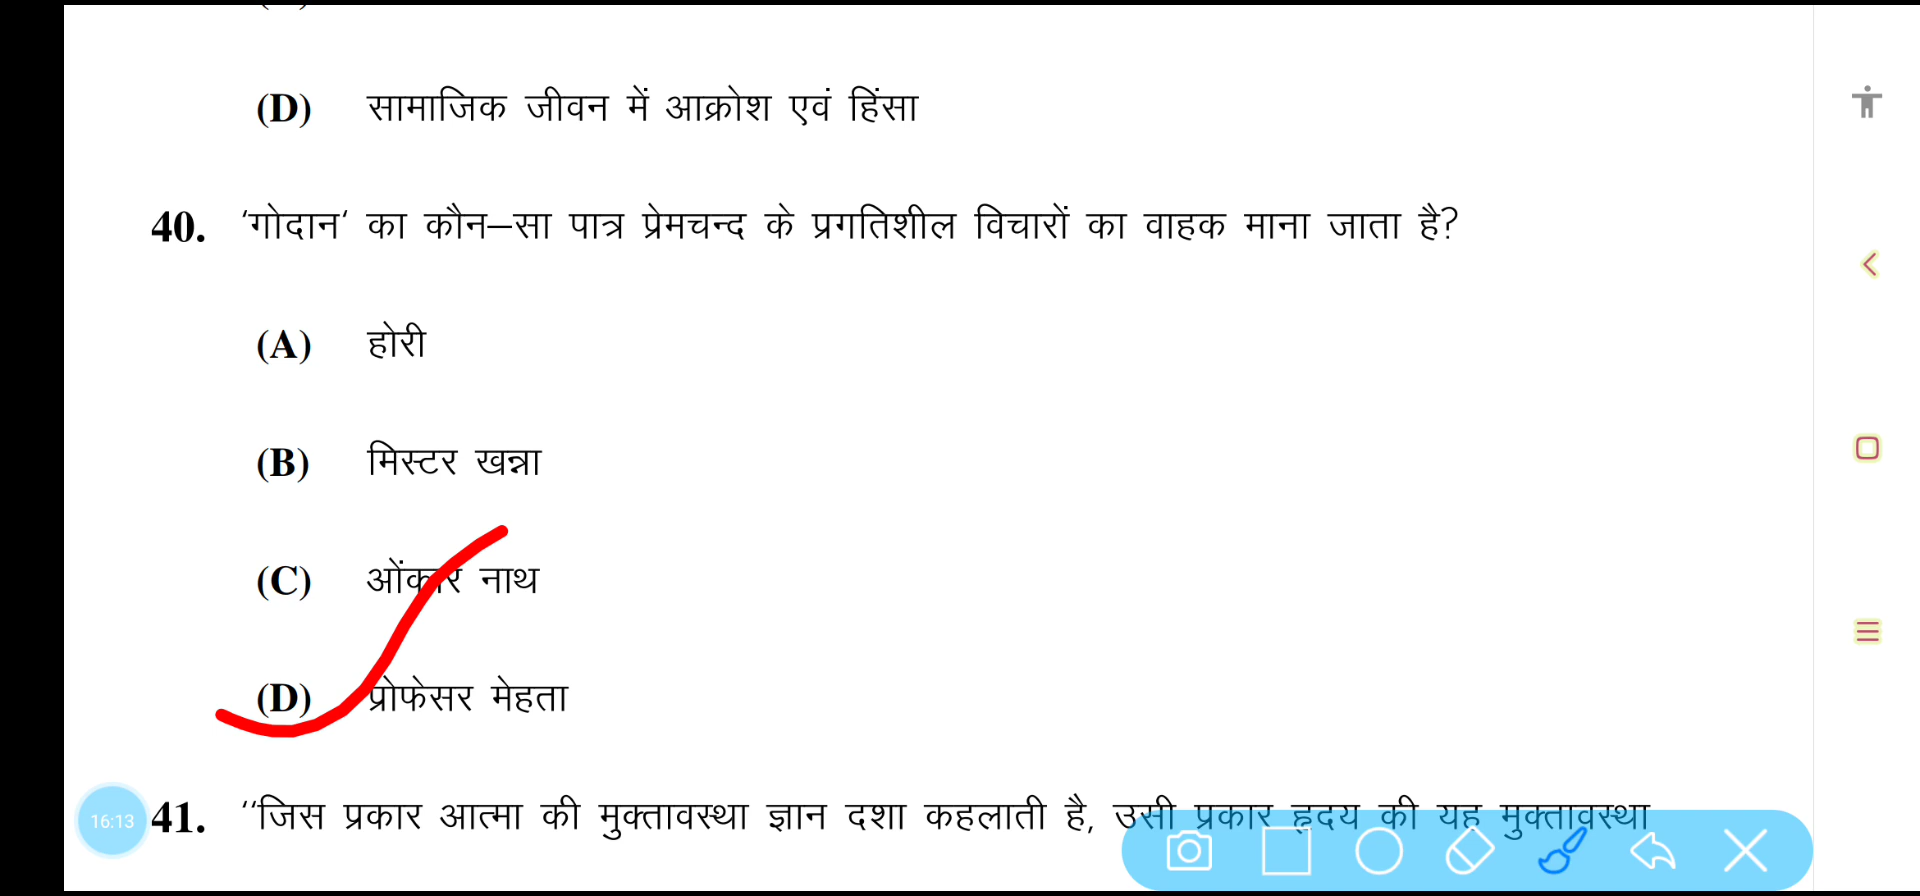 (D) सामाजिक जीवन में आक्रोश एवं हिंसा
40. 'गोदान' का कौन–सा पात्र प्रेमचन्द के प्रगतिशील विचारों का वाहक माना जाता है?
(A) होरी
(B) मिस्टर खन्ना
(C) ओंकार नाथ
(D) प्रोफेसर मेहता
16:13
41. ''जिस प्रकार आत्मा की मुक्तावस्था ज्ञान दशा कहलाती है, उसी प्रकार हृदय की यह मुक्तावस्था